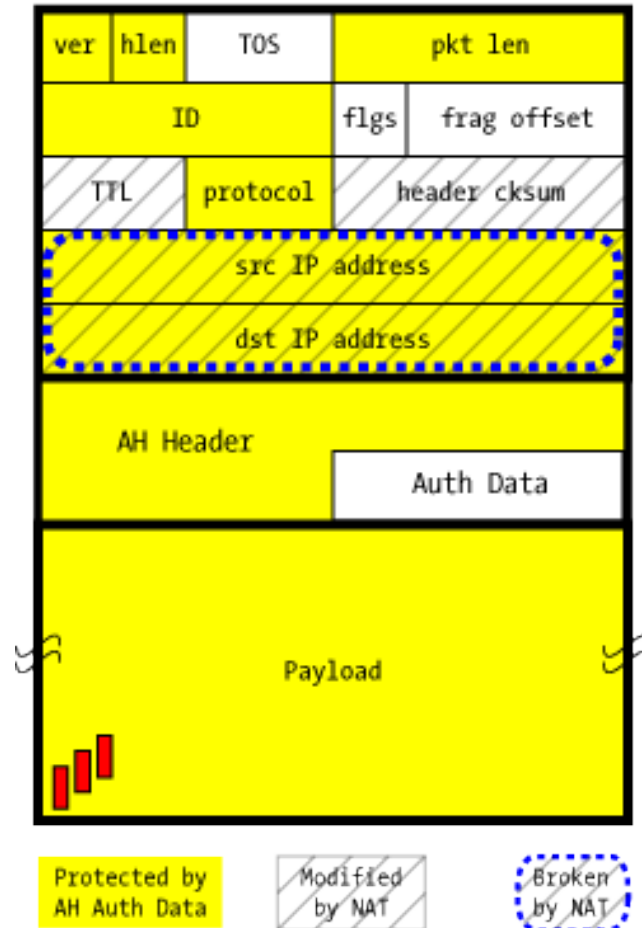 ver hlen TOS pkt len
ID flgs frag offset
TTL protocol header cksum
src IP address
dst IP address
AH Header
Auth Data
Payload
Protected by
AH Auth Data
Modified
by NAT
Broken
by NAT